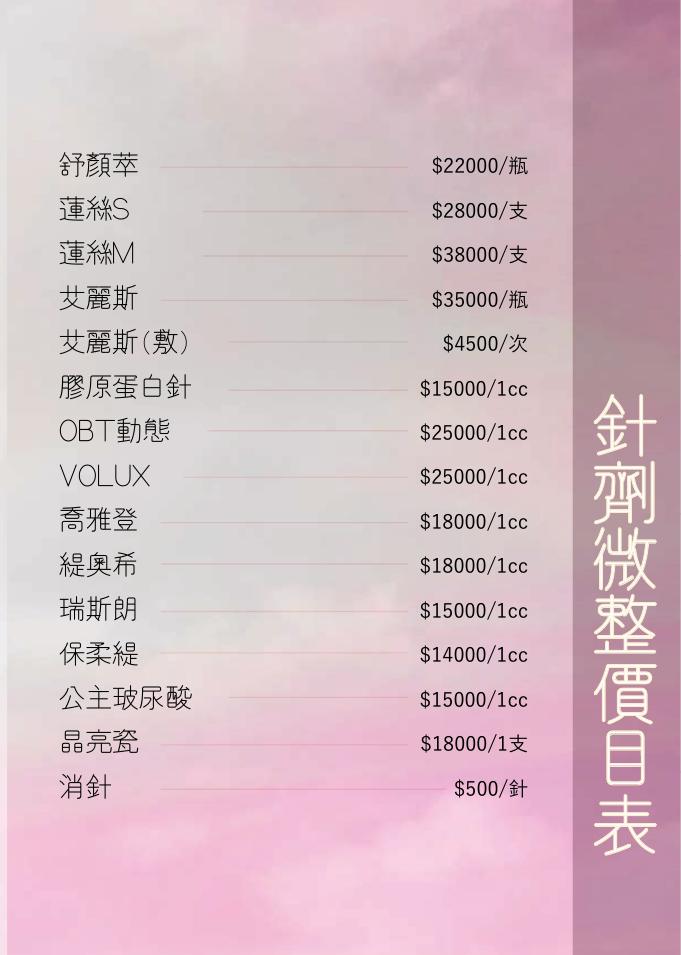 針劑微整價目表
舒顏萃 $22000/瓶
蓮絲S $28000/支
蓮絲M $38000/支
艾麗斯 $35000/瓶
艾麗斯(敷) $4500/次
膠原蛋白針 $15000/1cc
OBT動態 $25000/1cc
VOLUX $25000/1cc
喬雅登 $18000/1cc
緹奧希 $18000/1cc
瑞斯朗 $15000/1cc
保柔緹 $14000/1cc
公主玻尿酸 $15000/1cc
晶亮瓷 $18000/1支
消針 $500/針